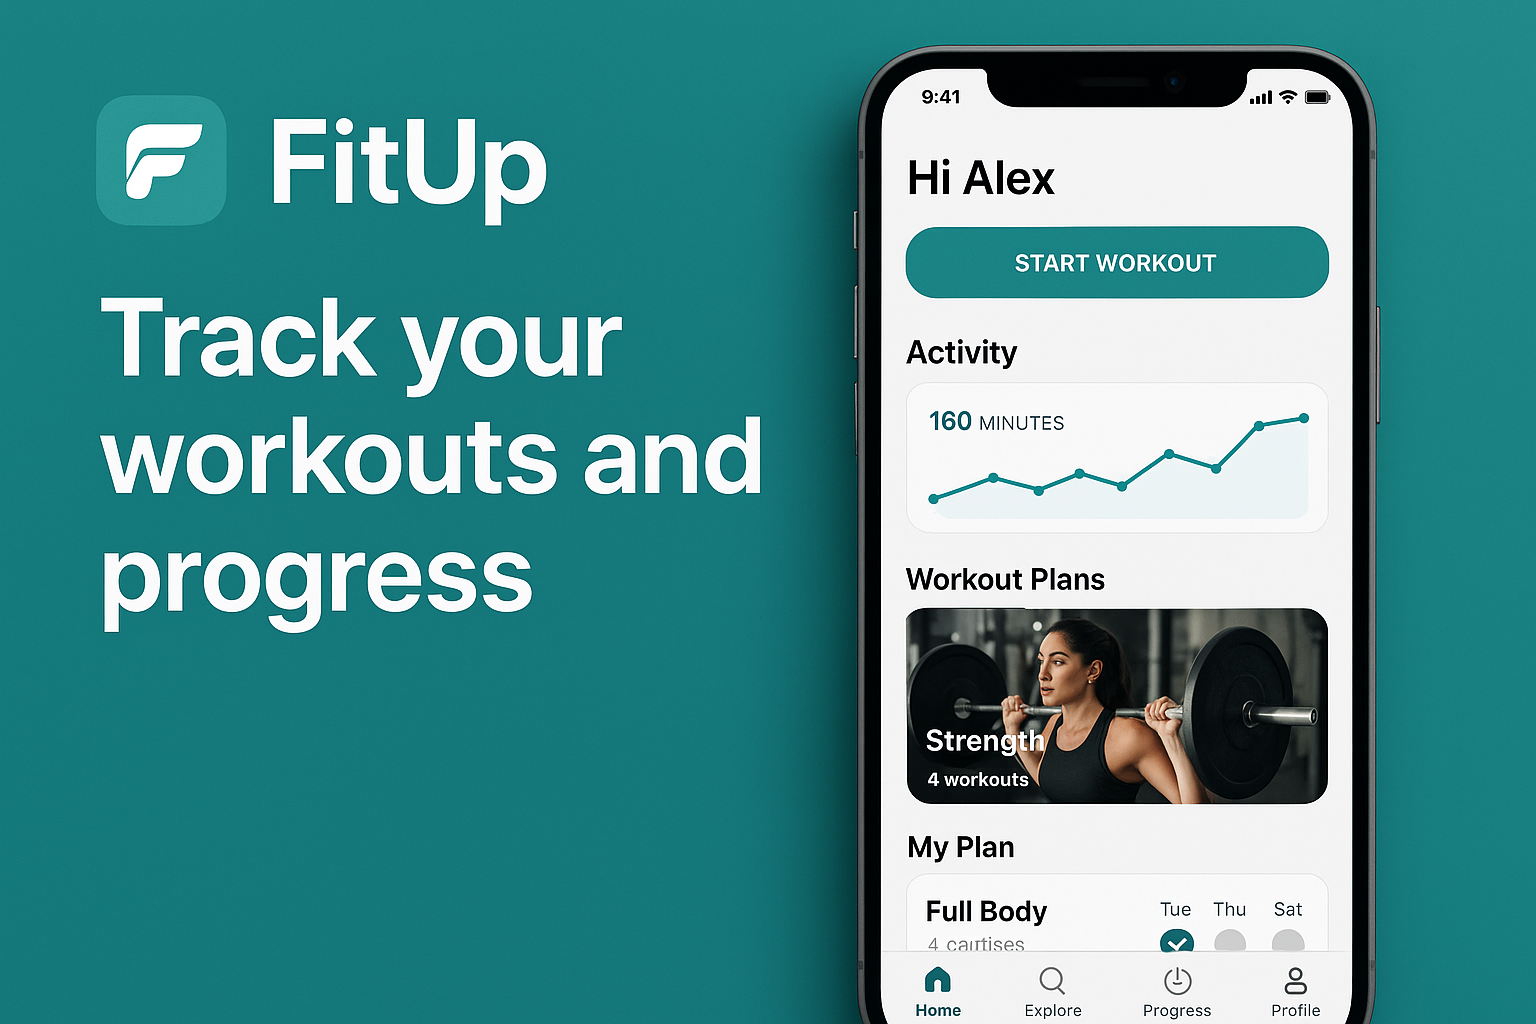 FitUp
Track your
workouts and
progress
9:41
Hi Alex
START WORKOUT
Activity
160 MINUTES
Workout Plans
Strength
4 workouts
My Plan
Full Body
Tue Thu Sat
4
Home Explore Progress Profile